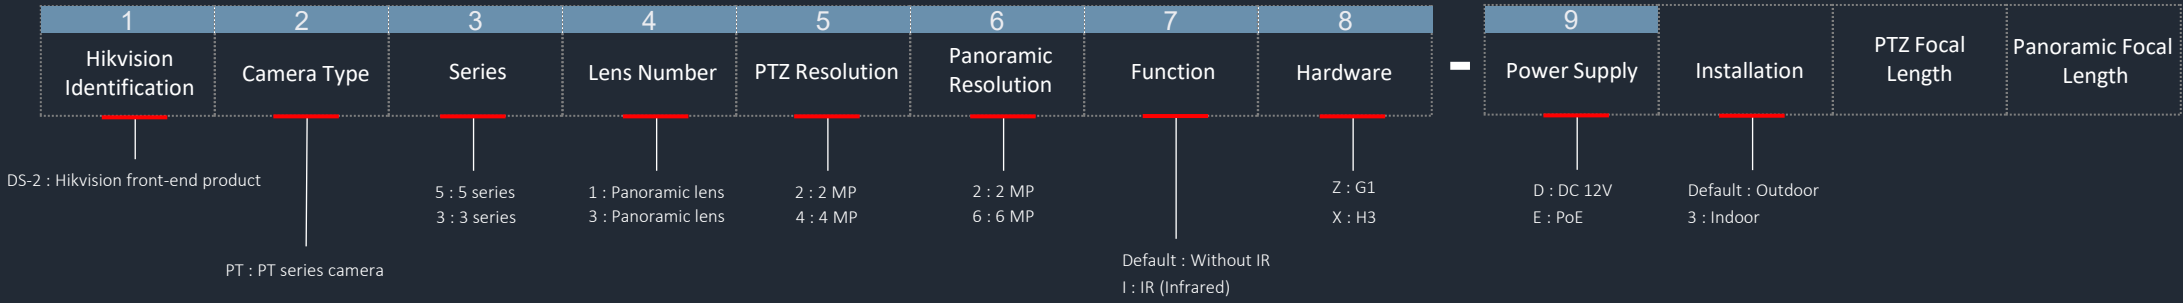 1 2 3 4 5 6 7 8 9
Hikvision Identification
Camera Type
Series
Lens Number
PTZ Resolution
Panoramic Resolution
Function
Hardware
-
Power Supply
Installation
PTZ Focal Length
Panoramic Focal Length
DS-2 : Hikvision front-end product
PT : PT series camera
5 : 5 series
3 : 3 series
1 : Panoramic lens
3 : Panoramic lens
2 : 2 MP
4 : 4 MP
2 : 2 MP
6 : 6 MP
Default : Without IR
I : IR (Infrared)
Z : G1
X : H3
D : DC 12V
E : PoE
Default : Outdoor
3 : Indoor